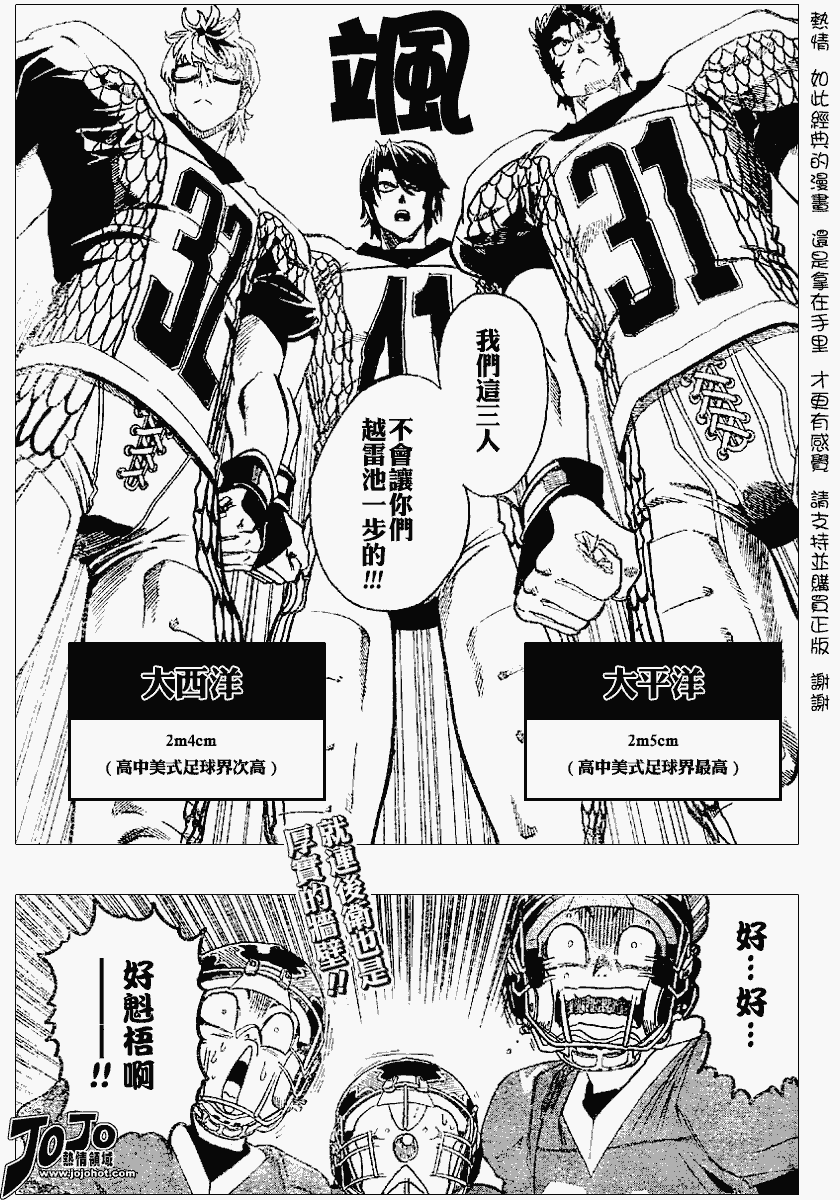 颯
我們這三人
不會讓你們
越雷池一步的!!!
大平洋
2m5cm
(高中美式足球界最高)
大西洋
2m4cm
(高中美式足球界次高)
32
41
31
就連後衛也是
厚實的牆壁!!
好…好…
好魁梧啊
——!!
熱情 如此經典的漫畫 還是拿在手里 才更有感覺 請支持並購買正版 謝謝
JOJO
熱情領域
www.jojohot.com